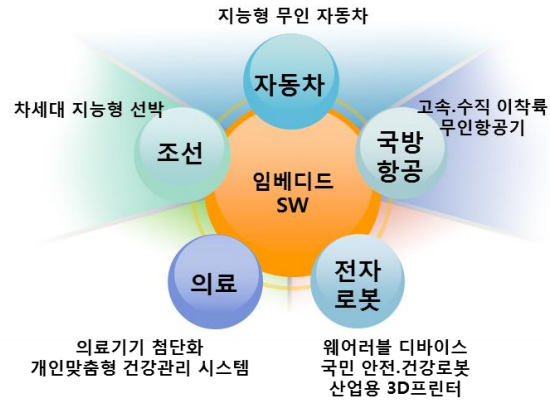 지능형 무인 자동차
자동차
차세대 지능형 선박
조선
고속.수직 이착륙
무인항공기
국방
항공
임베디드
SW
의료
전자
로봇
의료기기 첨단화
개인맞춤형 건강관리 시스템
웨어러블 디바이스
국민 안전.건강로봇
산업용 3D프린터